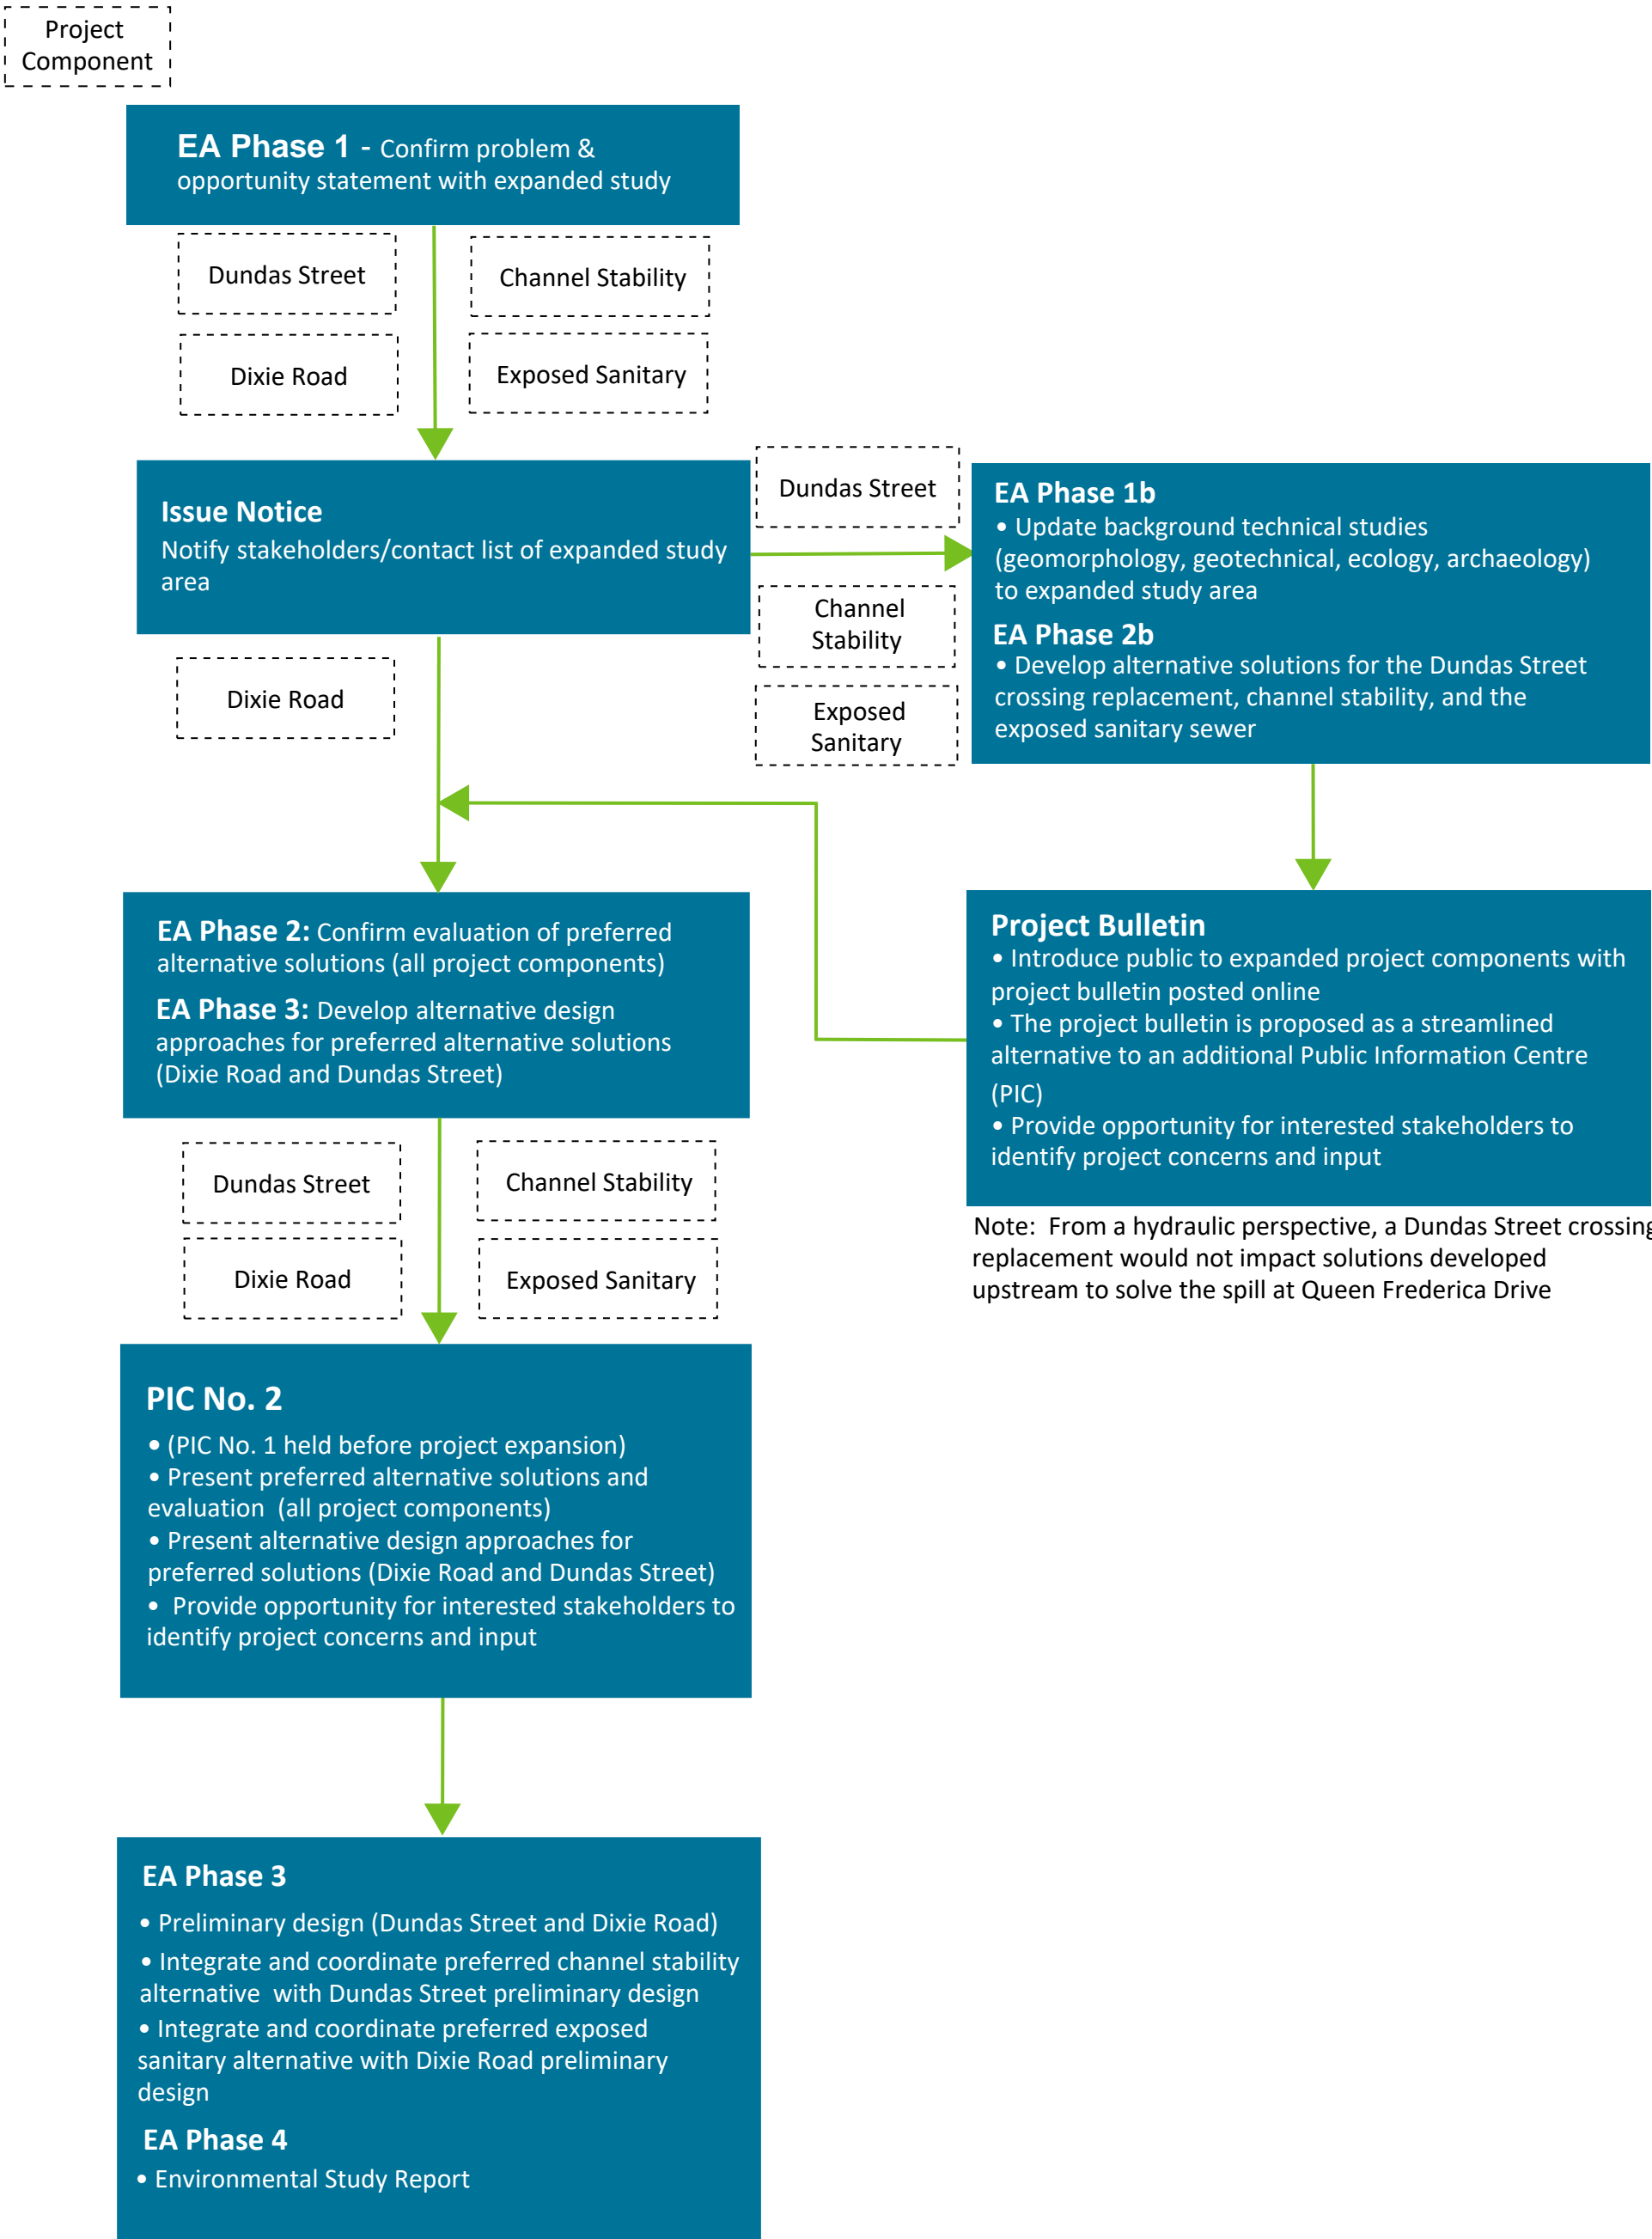 Project
Component
EA Phase 1 - Confirm problem &
opportunity statement with expanded study
Dundas Street
Channel Stability
Dixie Road
Exposed Sanitary
Issue Notice
Notify stakeholders/contact list of expanded study
area
Dundas Street
Channel
Stability
Exposed
Sanitary
EA Phase 1b
• Update background technical studies
(geomorphology, geotechnical, ecology, archaeology)
to expanded study area
EA Phase 2b
• Develop alternative solutions for the Dundas Street
crossing replacement, channel stability, and the
exposed sanitary sewer
Dixie Road
Project Bulletin
• Introduce public to expanded project components with
project bulletin posted online
• The project bulletin is proposed as a streamlined
alternative to an additional Public Information Centre
(PIC)
• Provide opportunity for interested stakeholders to
identify project concerns and input
Note: From a hydraulic perspective, a Dundas Street crossing
replacement would not impact solutions developed
upstream to solve the spill at Queen Frederica Drive
EA Phase 2: Confirm evaluation of preferred
alternative solutions (all project components)
EA Phase 3: Develop alternative design
approaches for preferred alternative solutions
(Dixie Road and Dundas Street)
Dundas Street
Channel Stability
Dixie Road
Exposed Sanitary
PIC No. 2
• (PIC No. 1 held before project expansion)
• Present preferred alternative solutions and
evaluation (all project components)
• Present alternative design approaches for
preferred solutions (Dixie Road and Dundas Street)
• Provide opportunity for interested stakeholders to
identify project concerns and input
EA Phase 3
• Preliminary design (Dundas Street and Dixie Road)
• Integrate and coordinate preferred channel stability
alternative with Dundas Street preliminary design
• Integrate and coordinate preferred exposed
sanitary alternative with Dixie Road preliminary
design
EA Phase 4
• Environmental Study Report